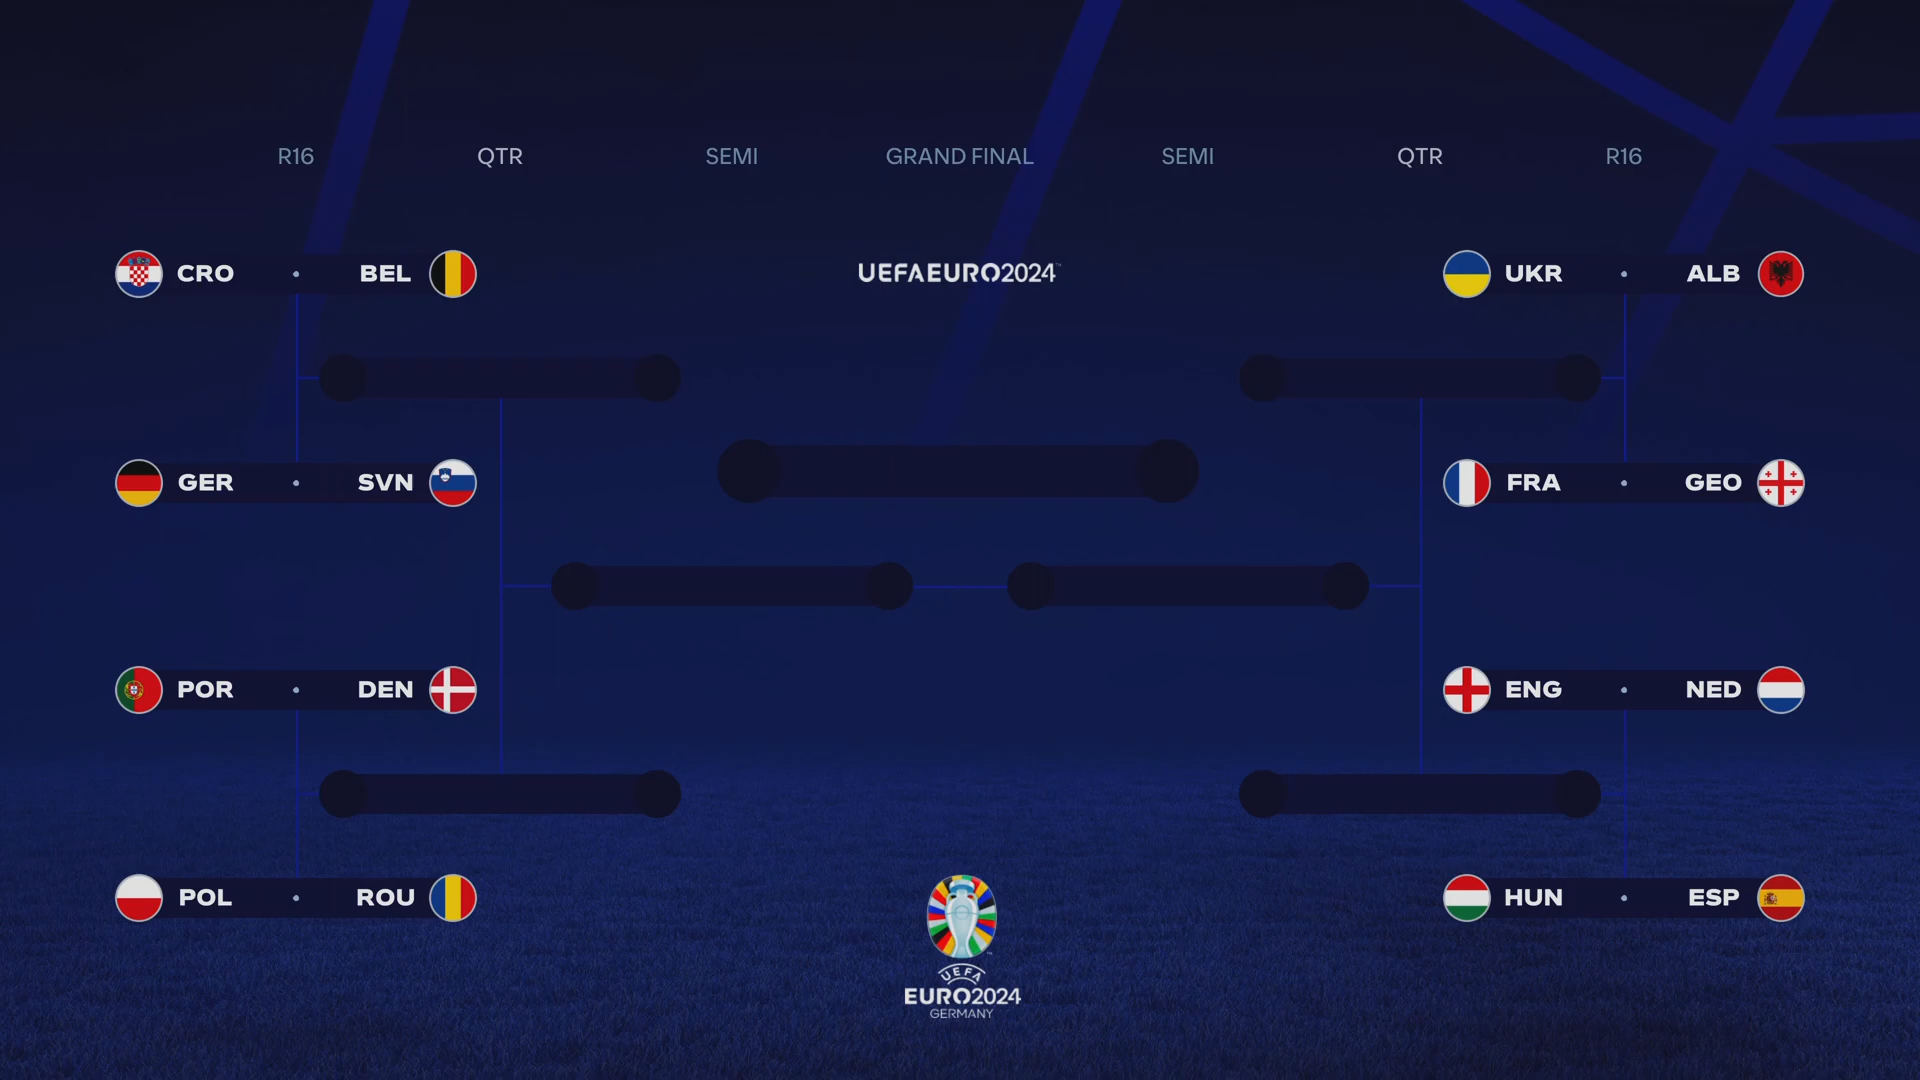 R16 QTR SEMI GRAND FINAL SEMI QTR R16
CRO • BEL
UEFAEURO2024™
UKR • ALB
GER • SVN
FRA • GEO
POR • DEN
ENG • NED
POL • ROU
HUN • ESP
UEFA
EURO2024
GERMANY